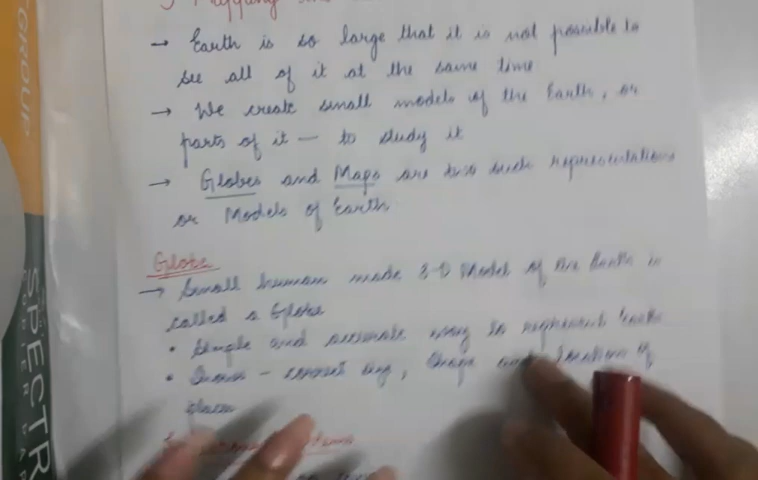 → Earth is so large that it is not possible to
see all of it at the same time
→ We create small models of the Earth, or
parts of it — to study it
→ Globes and Maps are two such representations
or Models of Earth
Globe
→ Small human made 3-D Model of the Earth is
called a Globe
• Simple and accurate way to represent Earth
• Shows - correct size, Shape and location of
places
GROUP
SPECTR